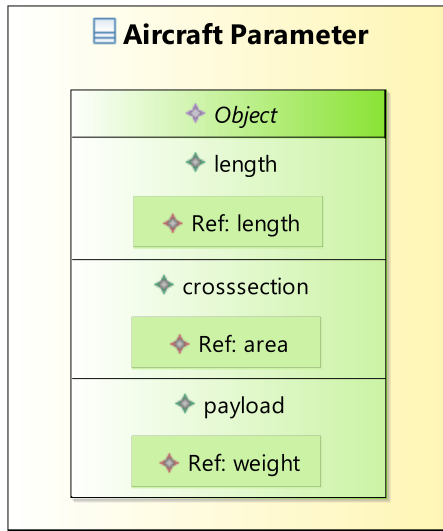 Aircraft Parameter
Object
length
Ref: length
crosssection
Ref: area
payload
Ref: weight